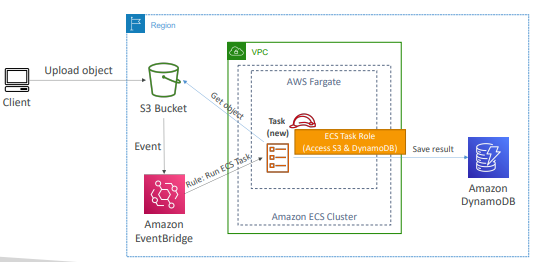 Region
VPC
AWS Fargate
Upload object
Client
S3 Bucket
Get object
Task
(new)
ECS Task Role
(Access S3 & DynamoDB)
Save result
Event
Rule: Run ECS Task
Amazon
DynamoDB
Amazon ECS Cluster
Amazon
EventBridge